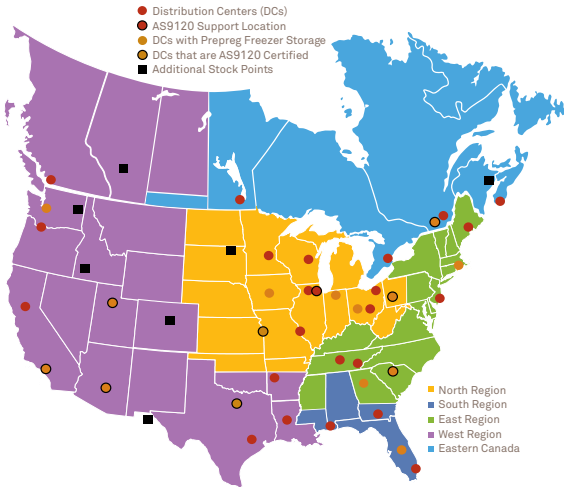 Distribution Centers (DCs)
AS9120 Support Location
DCs with Prepreg Freezer Storage
DCs that are AS9120 Certified
Additional Stock Points
North Region
South Region
East Region
West Region
Eastern Canada